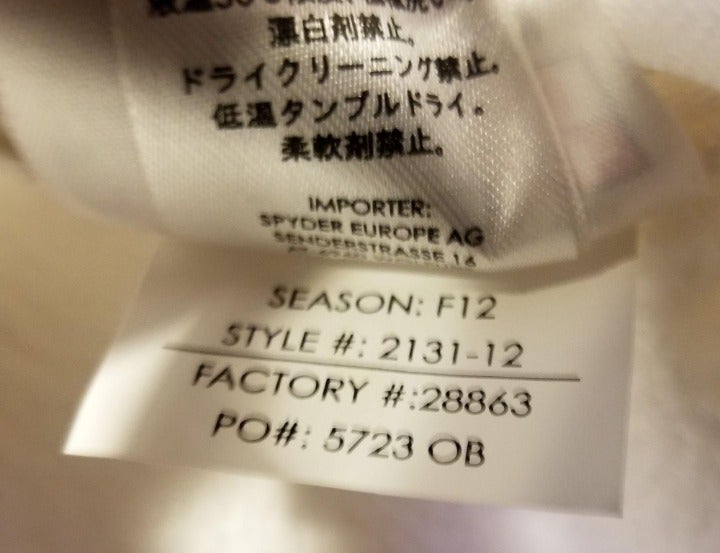 漂白剤禁止。
ドライクリーニング禁止。
低温タンブルドライ。
柔軟剤禁止。
IMPORTER:
SPYDER EUROPE AG
SENDERSTRASSE 14
SEASON: F12
STYLE #: 2131-12
FACTORY #:28863
PO#: 5723 OB